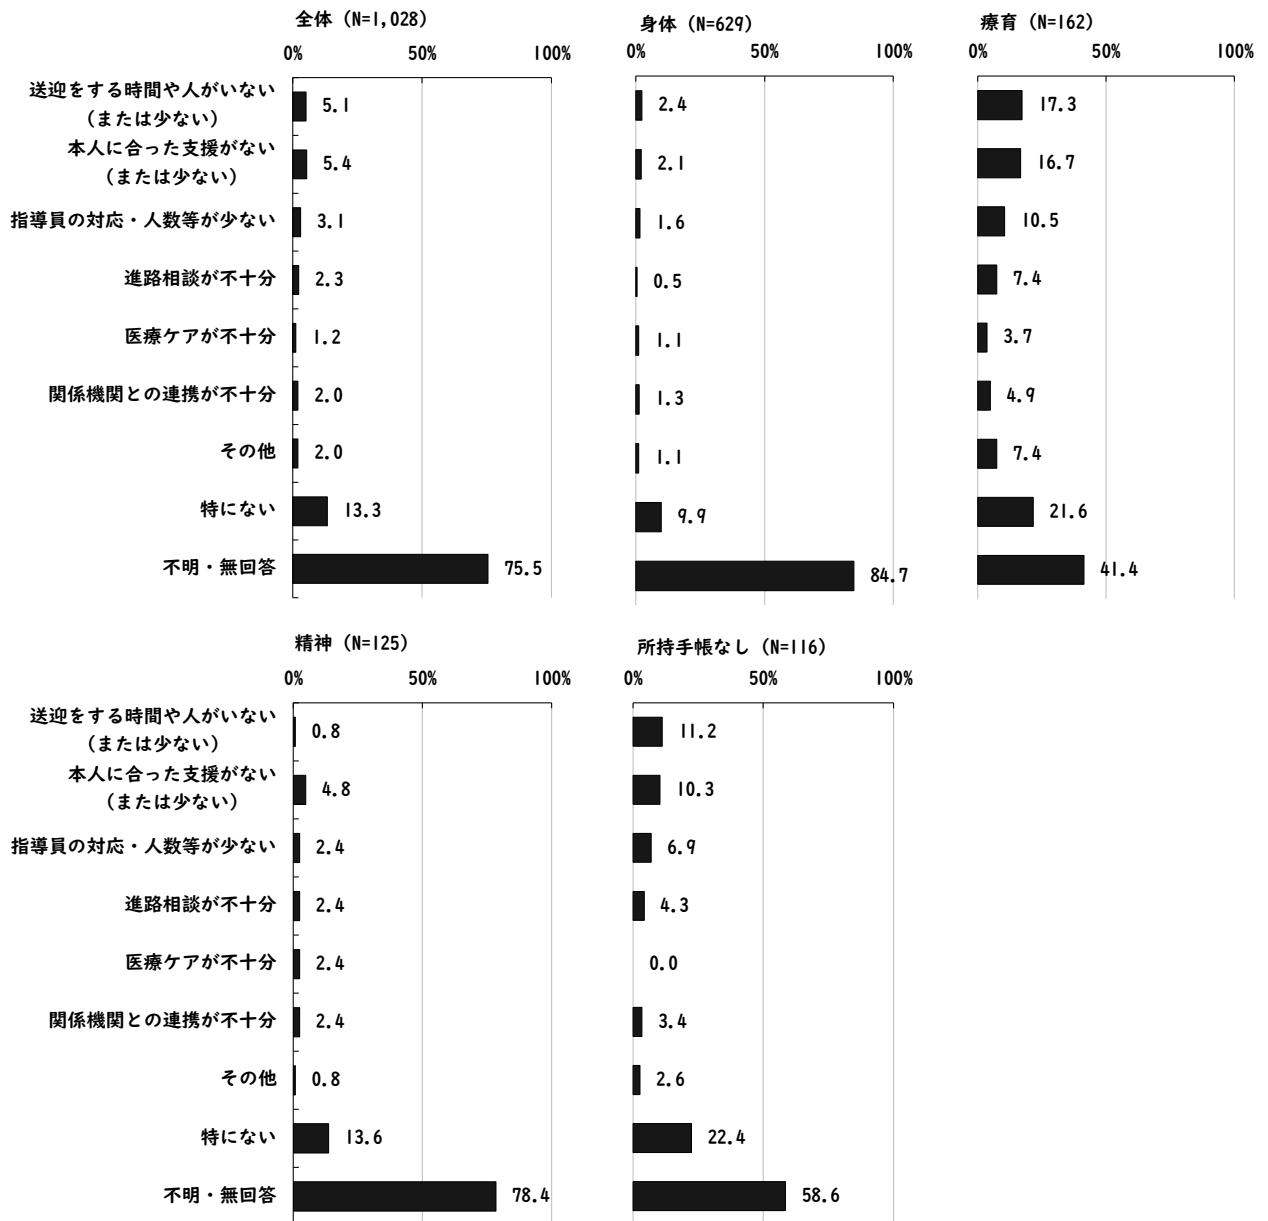 全体（N=1,028）
0% 50% 100%
送迎をする時間や人がいない
（または少ない）
5.1
本人に合った支援がない
（または少ない）
5.4
指導員の対応・人数等が少ない
3.1
進路相談が不十分
2.3
医療ケアが不十分
1.2
関係機関との連携が不十分
2.0
その他
2.0
特にない
13.3
不明・無回答
75.5
身体（N=629）
0% 50% 100%
2.4
2.1
1.6
0.5
1.1
1.3
1.1
9.9
84.7
療育（N=162）
0% 50% 100%
17.3
16.7
10.5
7.4
3.7
4.9
7.4
21.6
41.4
精神（N=125）
0% 50% 100%
送迎をする時間や人がいない
（または少ない）
0.8
本人に合った支援がない
（または少ない）
4.8
指導員の対応・人数等が少ない
2.4
進路相談が不十分
2.4
医療ケアが不十分
2.4
関係機関との連携が不十分
2.4
その他
0.8
特にない
13.6
不明・無回答
78.4
所持手帳なし（N=116）
0% 50% 100%
11.2
10.3
6.9
4.3
0.0
3.4
2.6
22.4
58.6